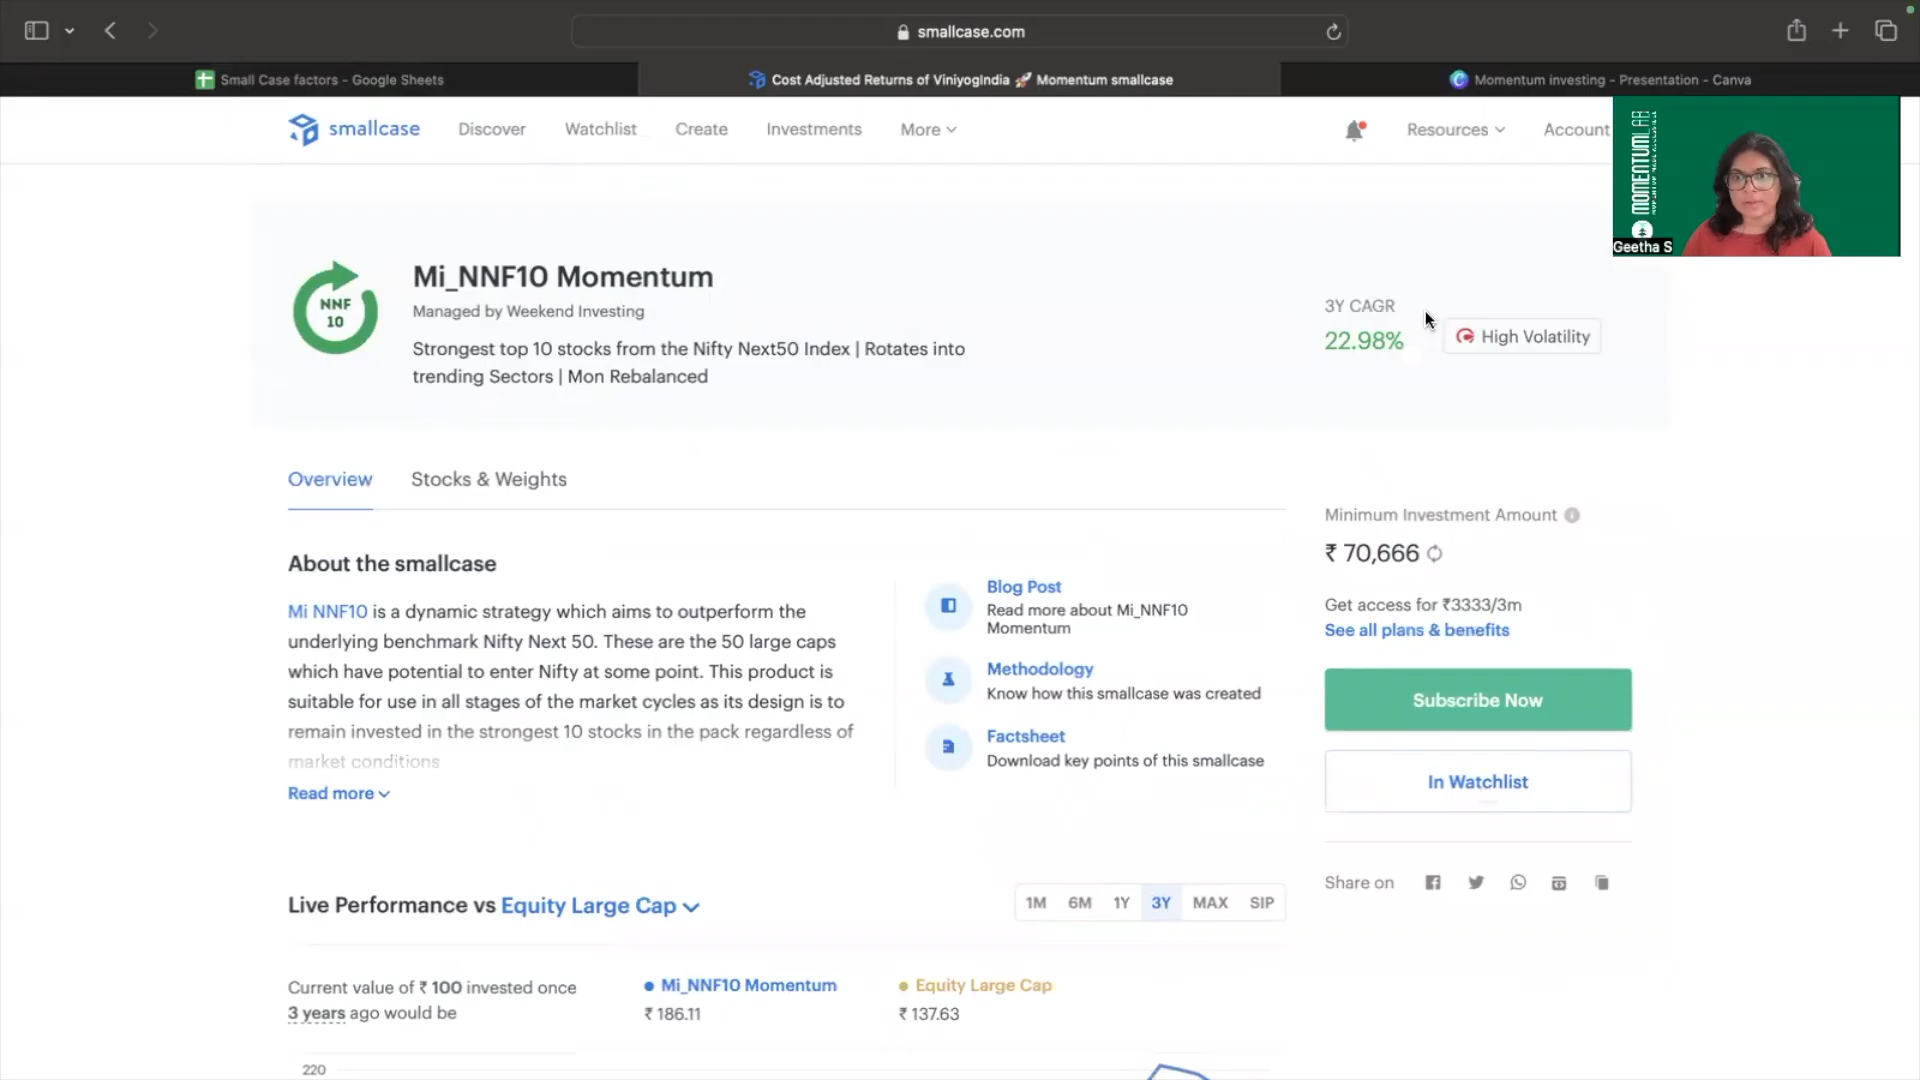 smallcase.com
Small Case factors - Google Sheets
Cost Adjusted Returns of ViniyogIndia 🚀 Momentum smallcase
Momentum investing - Presentation - Canva
smallcase
Discover
Watchlist
Create
Investments
More
Resources
Account
MOMENTUMLAB
Geetha S
NNF
10
Mi_NNF10 Momentum
Managed by Weekend Investing
Strongest top 10 stocks from the Nifty Next50 Index | Rotates into
trending Sectors | Mon Rebalanced
3Y CAGR
22.98%
High Volatility
Overview
Stocks & Weights
About the smallcase
Mi NNF10 is a dynamic strategy which aims to outperform the
underlying benchmark Nifty Next 50. These are the 50 large caps
which have potential to enter Nifty at some point. This product is
suitable for use in all stages of the market cycles as its design is to
remain invested in the strongest 10 stocks in the pack regardless of
market conditions
Read more
Blog Post
Read more about Mi_NNF10
Momentum
Methodology
Know how this smallcase was created
Factsheet
Download key points of this smallcase
Minimum Investment Amount
₹ 70,666
Get access for ₹3333/3m
See all plans & benefits
Subscribe Now
In Watchlist
Share on
Live Performance vs Equity Large Cap
1M
6M
1Y
3Y
MAX
SIP
Current value of ₹ 100 invested once
3 years ago would be
Mi_NNF10 Momentum
₹ 186.11
Equity Large Cap
₹ 137.63
220